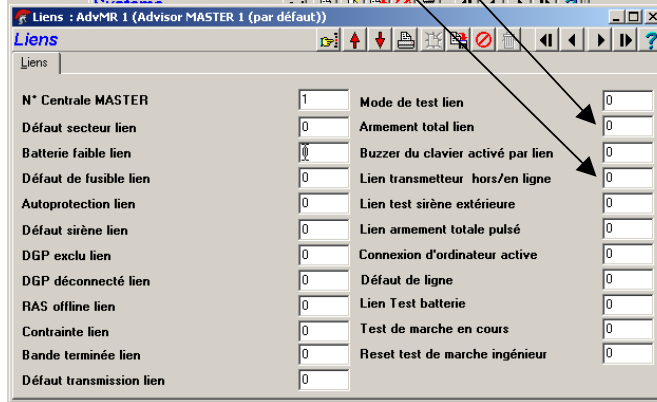 Liens : AdvMR 1 (Advisor MASTER 1 (par défaut))
Liens
Liens
N° Centrale MASTER 1
Défaut secteur lien 0
Batterie faible lien 0
Défaut de fusible lien 0
Autoprotection lien 0
Défaut sirène lien 0
DGP exclu lien 0
DGP déconnecté lien 0
RAS offline lien 0
Contrainte lien 0
Bande terminée lien 0
Défaut transmission lien 0
Mode de test lien 0
Armement total lien 0
Buzzer du clavier activé par lien 0
Lien transmetteur hors/en ligne 0
Lien test sirène extérieure 0
Lien armement totale pulsé 0
Connexion d'ordinateur active 0
Défaut de ligne 0
Lien Test batterie 0
Test de marche en cours 0
Reset test de marche ingénieur 0